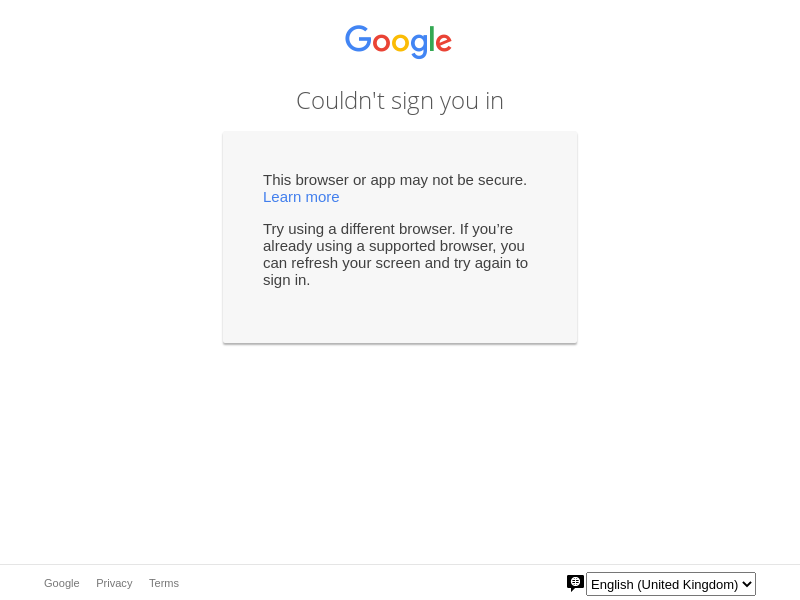 Google
Couldn't sign you in
This browser or app may not be secure.
Learn more
Try using a different browser. If you’re
already using a supported browser, you
can refresh your screen and try again to
sign in.
Google Privacy Terms English (United Kingdom)